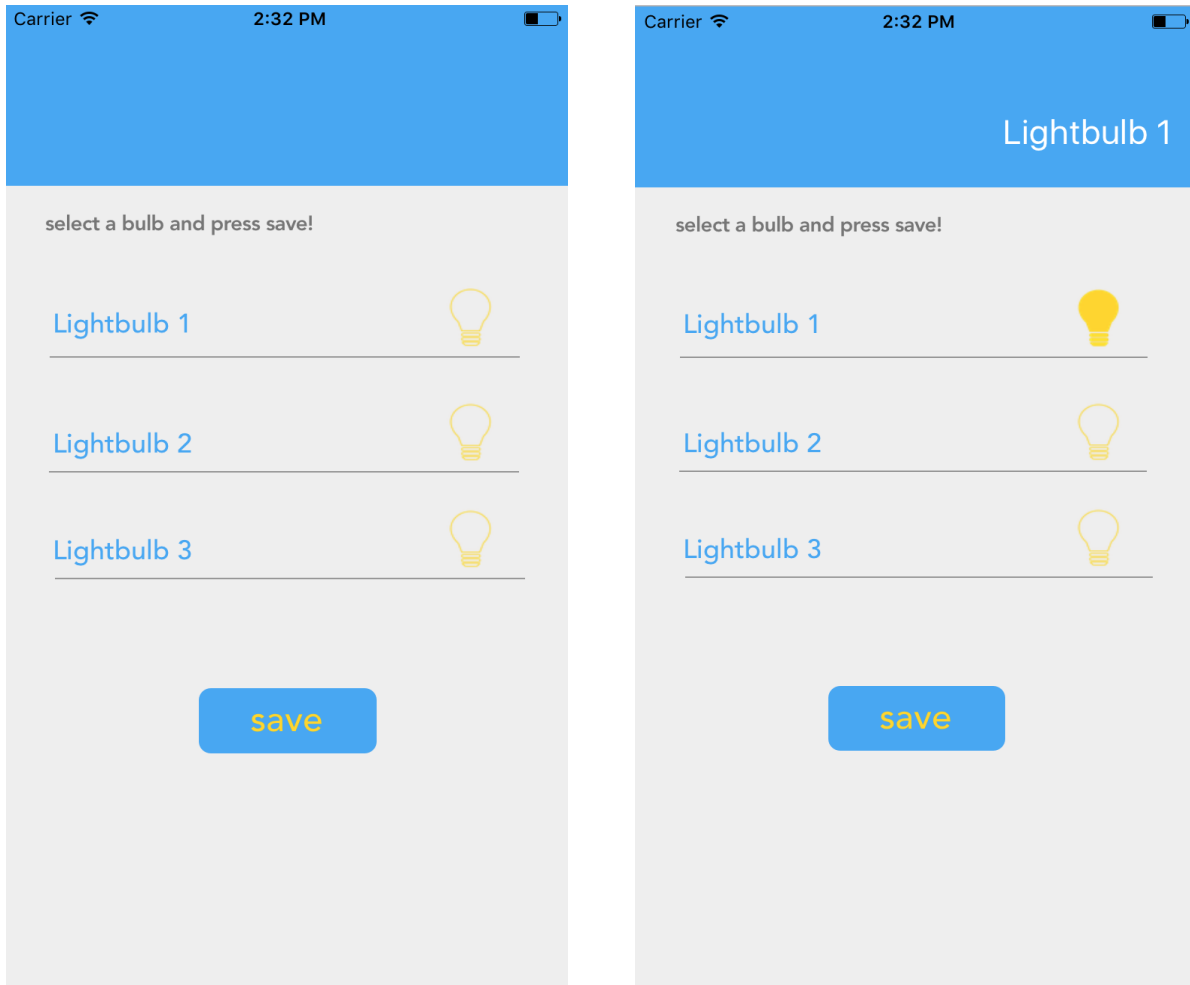 Carrier 2:32 PM
select a bulb and press save!
Lightbulb 1
Lightbulb 2
Lightbulb 3
save
Carrier 2:32 PM
Lightbulb 1
select a bulb and press save!
Lightbulb 1
Lightbulb 2
Lightbulb 3
save